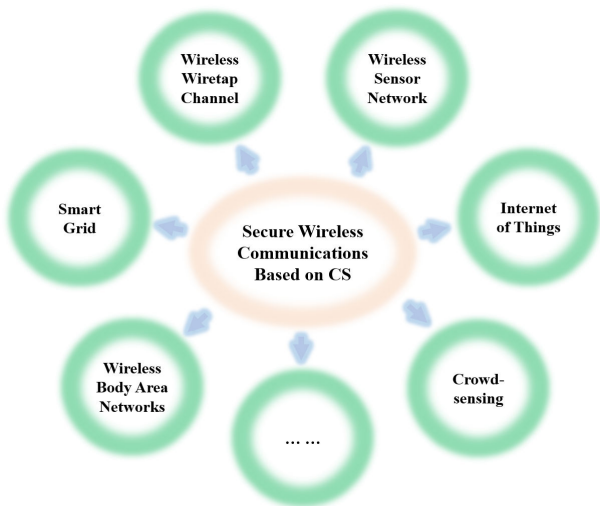 Wireless
Wiretap
Channel
Wireless
Sensor
Network
Smart
Grid
Secure Wireless
Communications
Based on CS
Internet
of Things
Wireless
Body Area
Networks
Crowd-
sensing
... ...